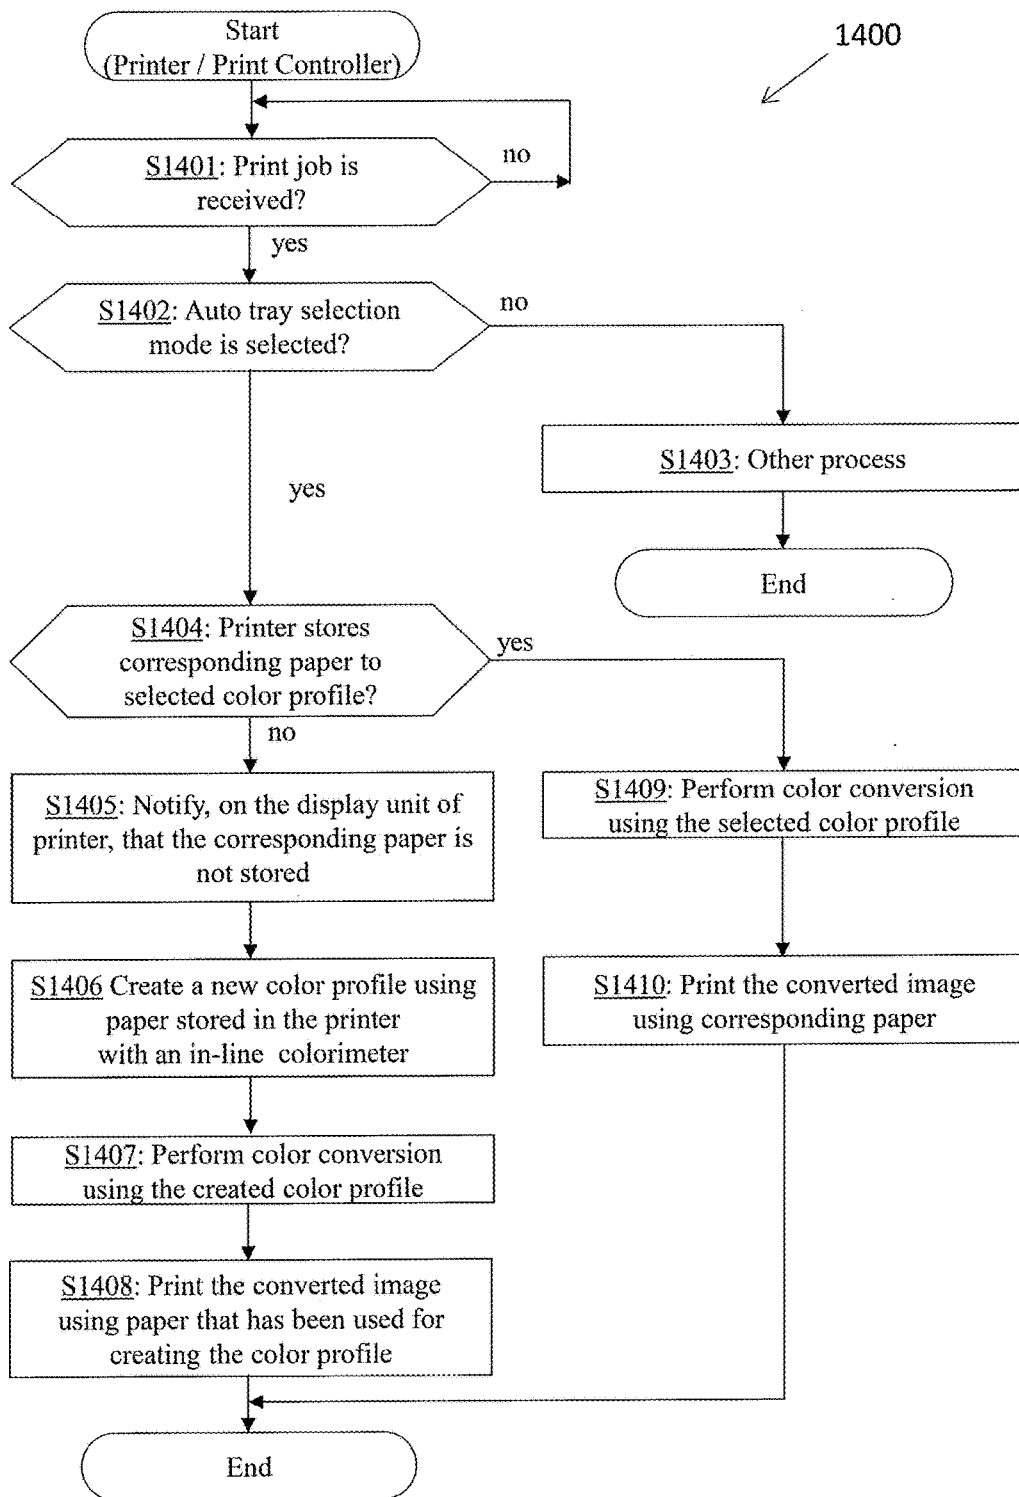 Start
(Printer / Print Controller)
1400
S1401: Print job is
received?
no
yes
S1402: Auto tray selection
mode is selected?
no
yes
S1403: Other process
End
S1404: Printer stores
corresponding paper to
selected color profile?
yes
no
S1405: Notify, on the display unit of
printer, that the corresponding paper is
not stored
S1409: Perform color conversion
using the selected color profile
S1406 Create a new color profile using
paper stored in the printer
with an in-line colorimeter
S1410: Print the converted image
using corresponding paper
S1407: Perform color conversion
using the created color profile
S1408: Print the converted image
using paper that has been used for
creating the color profile
End